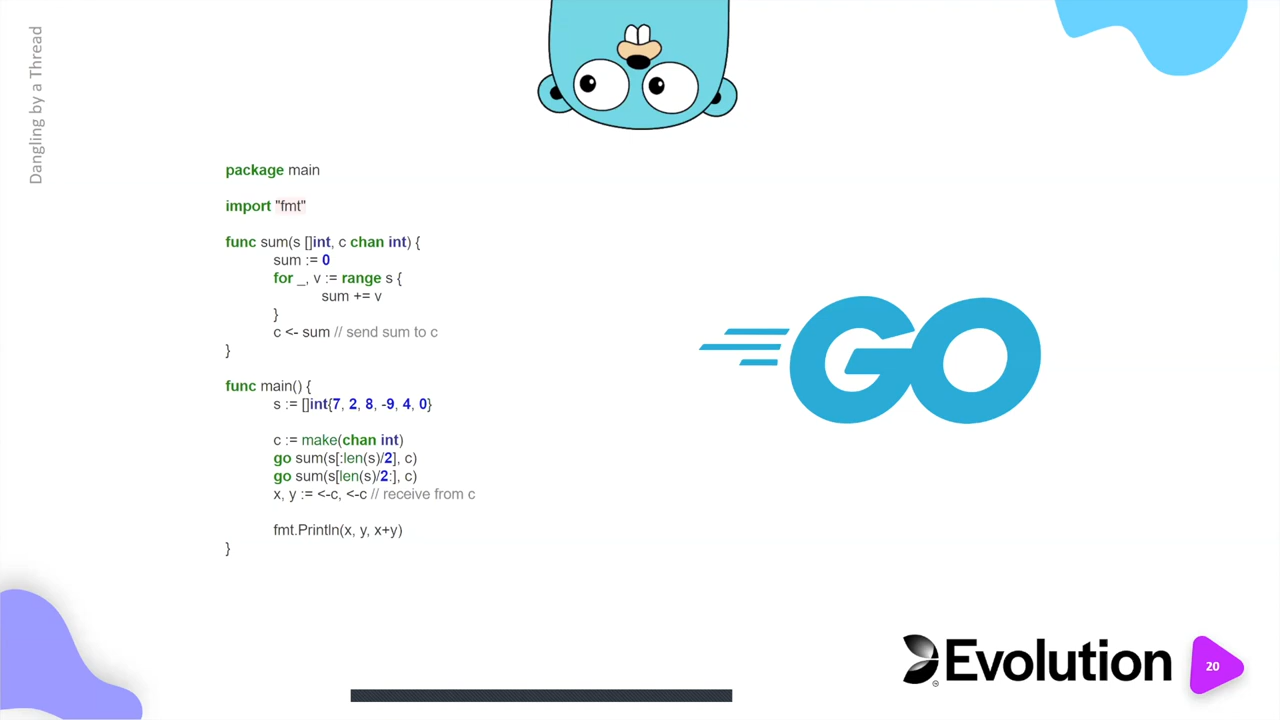 Dangling by a Thread
package main
import "fmt"
func sum(s []int, c chan int) {
sum := 0
for _, v := range s {
sum += v
}
c <- sum // send sum to c
}
func main() {
s := []int{7, 2, 8, -9, 4, 0}
c := make(chan int)
go sum(s[:len(s)/2], c)
go sum(s[len(s)/2:], c)
x, y := <-c, <-c // receive from c
fmt.Println(x, y, x+y)
}
GO
Evolution
20